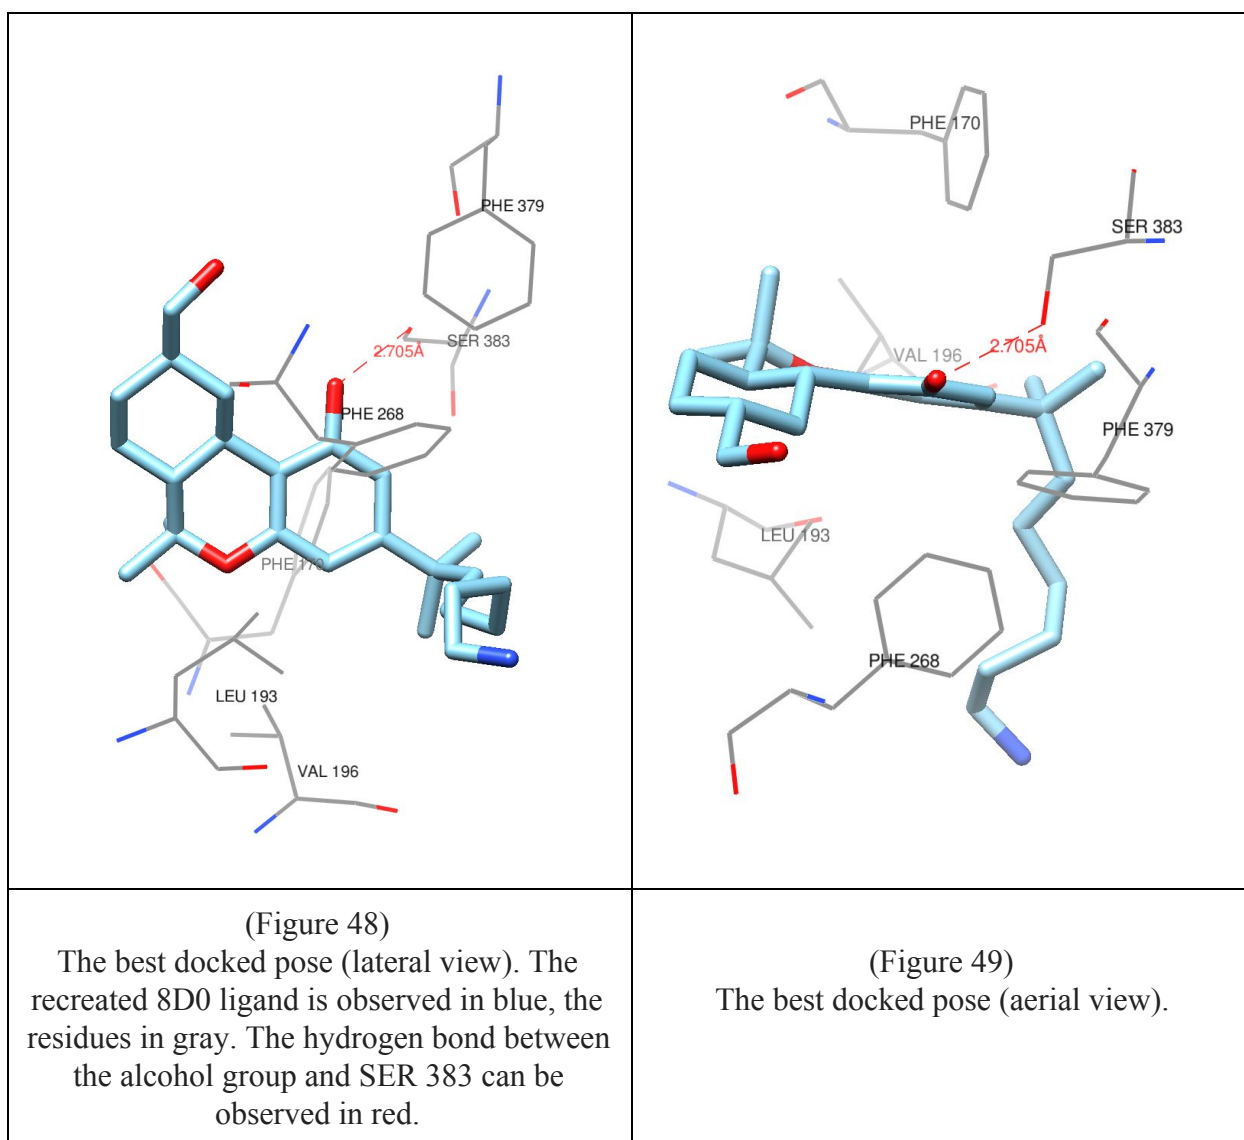 PHE 379
SER 383
2.705Å
PHE 268
PHE 170
LEU 193
VAL 196
PHE 170
SER 383
VAL 196
2.705Å
PHE 379
LEU 193
PHE 268
(Figure 48)
The best docked pose (lateral view). The
recreated 8D0 ligand is observed in blue, the
residues in gray. The hydrogen bond between
the alcohol group and SER 383 can be
observed in red.
(Figure 49)
The best docked pose (aerial view).